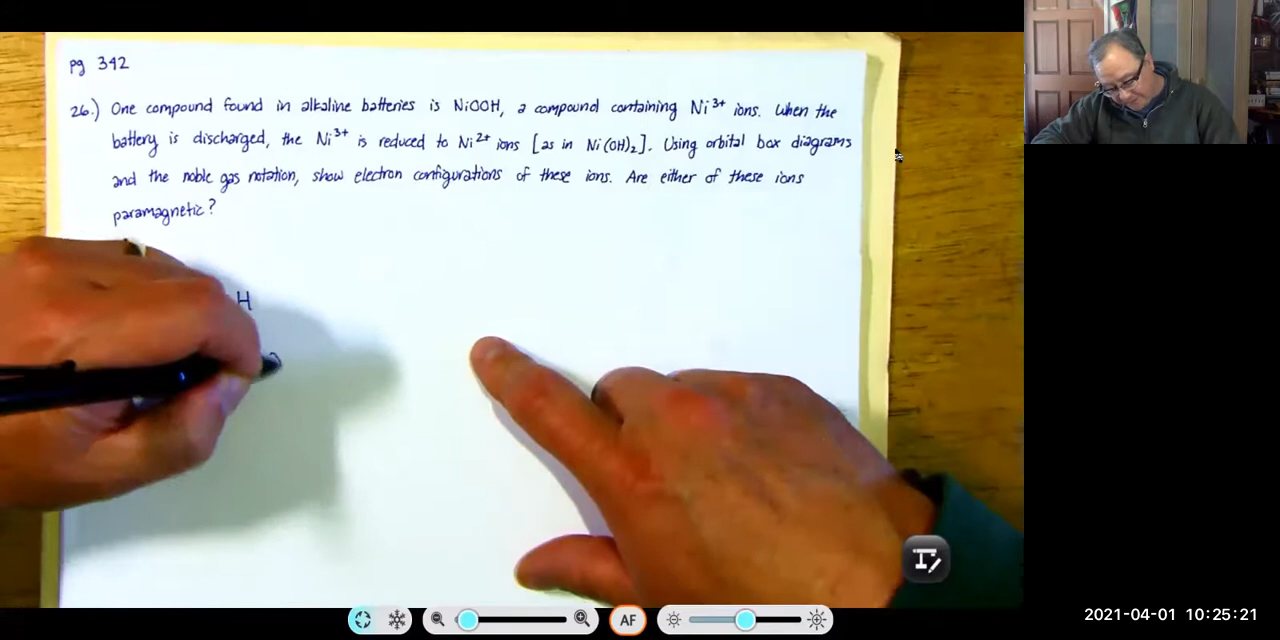 pg 342
26.) One compound found in alkaline batteries is NiOOH, a compound containing Ni³⁺ ions. When the
battery is discharged, the Ni³⁺ is reduced to Ni²⁺ ions [as in Ni(OH)₂]. Using orbital box diagrams
and the noble gas notation, show electron configurations of these ions. Are either of these ions
paramagnetic?
H
AF
2021-04-01 10:25:21